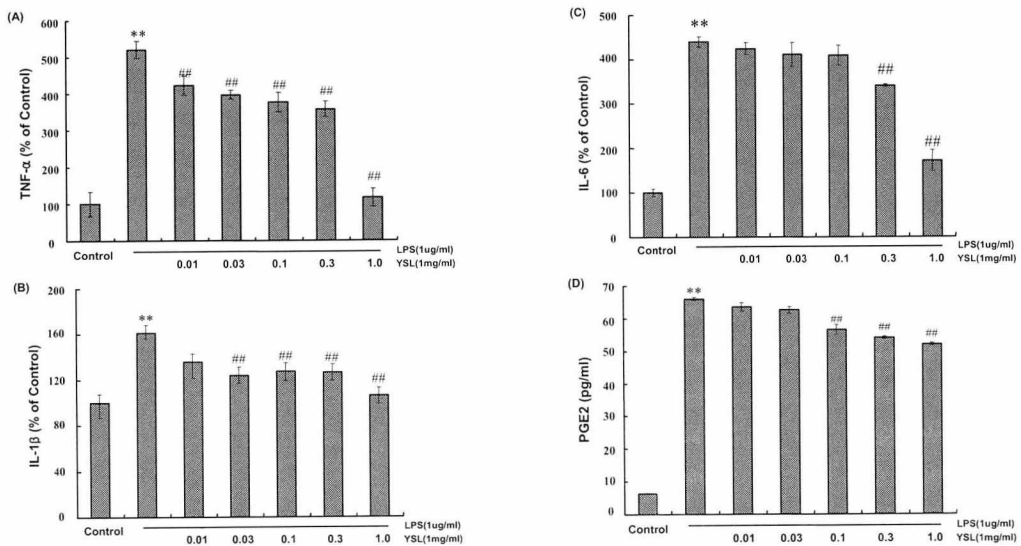 (A)
TNF-α (% of Control)
600
500
400
300
200
100
0
**
##
##
##
##
##
Control
LPS(1ug/ml)
0.01 0.03 0.1 0.3 1.0 YSL(1mg/ml)
(B)
IL-1β (% of Control)
200
160
120
80
40
0
**
##
##
##
##
Control
LPS(1ug/ml)
0.01 0.03 0.1 0.3 1.0 YSL(1mg/ml)
(C)
IL-6 (% of Control)
500
400
300
200
100
0
**
##
##
Control
LPS(1ug/ml)
0.01 0.03 0.1 0.3 1.0 YSL(1mg/ml)
(D)
PGE2 (pg/ml)
70
60
50
40
30
20
10
0
**
##
##
##
Control
LPS(1ug/ml)
0.01 0.03 0.1 0.3 1.0 YSL(1mg/ml)